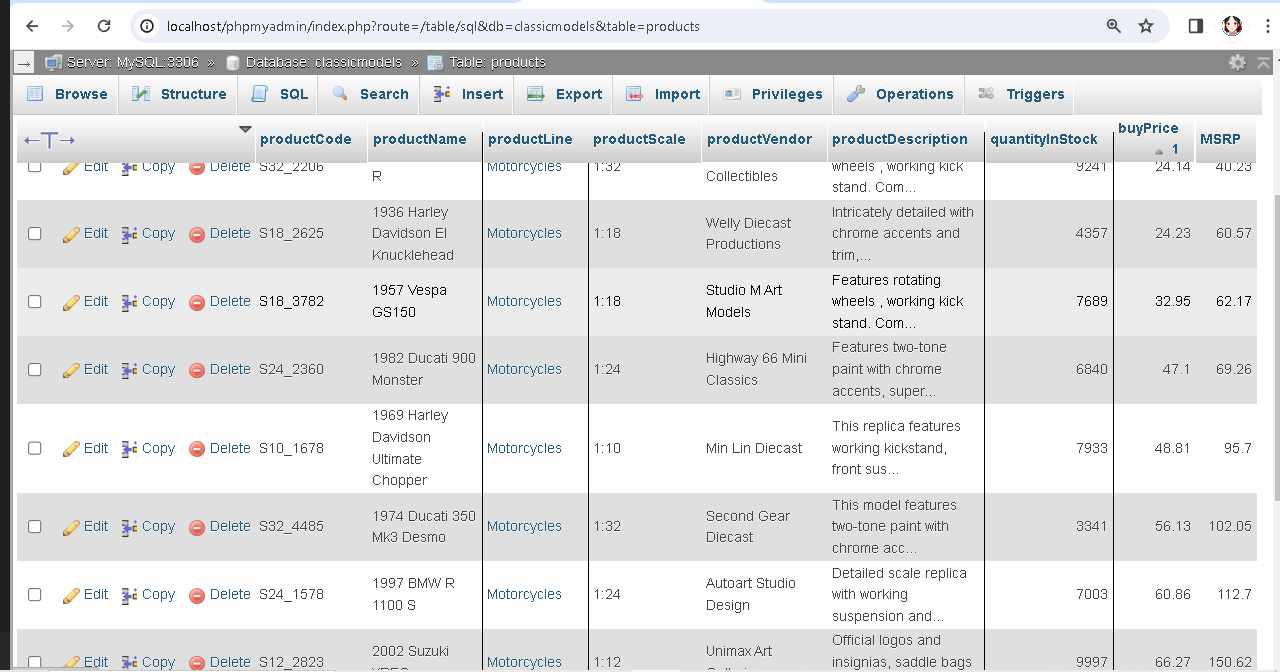 localhost/phpmyadmin/index.php?route=/table/sql&db=classicmodels&table=products
Server: MySQL:3306 » Database: classicmodels » Table: products
Browse Structure SQL Search Insert Export Import Privileges Operations Triggers
←T→ productCode productName productLine productScale productVendor productDescription quantityInStock buyPrice 1 MSRP
Edit Copy Delete S32_2206 Motorcycles 1:32 wheels , working kick 9241 24.14 40.23
R Collectibles stand. Com...
1936 Harley Intricately detailed with
Welly Diecast
Edit Copy Delete S18_2625 Davidson El Motorcycles 1:18 chrome accents and 4357 24.23 60.57
Productions
Knucklehead trim,...
Features rotating
1957 Vespa Studio M Art
Edit Copy Delete S18_3782 Motorcycles 1:18 wheels , working kick 7689 32.95 62.17
GS150 Models
stand. Com...
Features two-tone
1982 Ducati 900 Highway 66 Mini
Edit Copy Delete S24_2360 Motorcycles 1:24 paint with chrome 6840 47.1 69.26
Monster Classics
accents, super...
1969 Harley
This replica features
Davidson
Edit Copy Delete S10_1678 Motorcycles 1:10 Min Lin Diecast working kickstand, 7933 48.81 95.7
Ultimate
front sus...
Chopper
This model features
1974 Ducati 350 Second Gear
Edit Copy Delete S32_4485 Motorcycles 1:32 two-tone paint with 3341 56.13 102.05
Mk3 Desmo Diecast
chrome acc...
Detailed scale replica
1997 BMW R Autoart Studio
Edit Copy Delete S24_1578 Motorcycles 1:24 with working 7003 60.86 112.7
1100 S Design
suspension and...
Official logos and
2002 Suzuki Unimax Art
Edit Copy Delete S12_2823 Motorcycles 1:12 insignias, saddle bags 9997 66.27 150.62